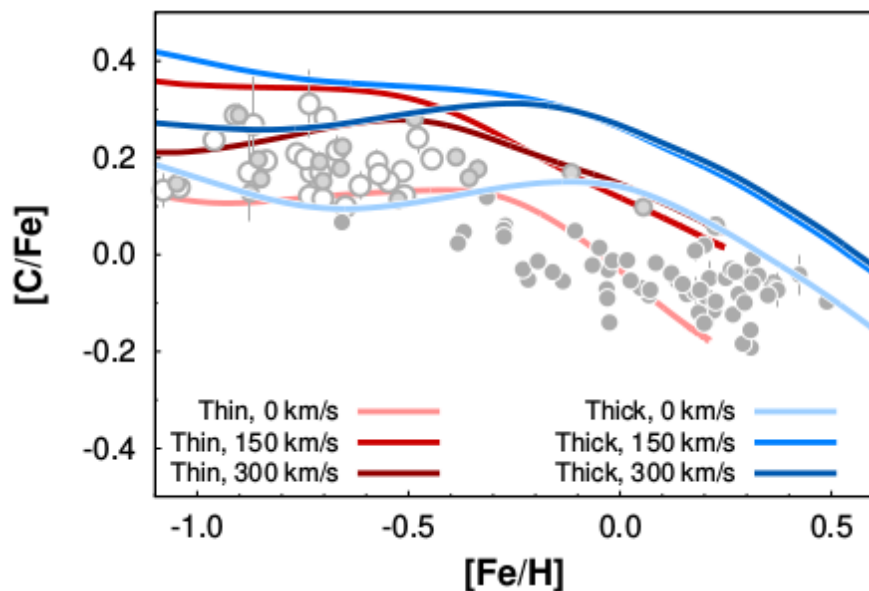 0.4
0.2
0.0
-0.2
-0.4
[C/Fe]
Thin, 0 km/s
Thick, 0 km/s
Thin, 150 km/s
Thick, 150 km/s
Thin, 300 km/s
Thick, 300 km/s
-1.0 -0.5 0.0 0.5
[Fe/H]